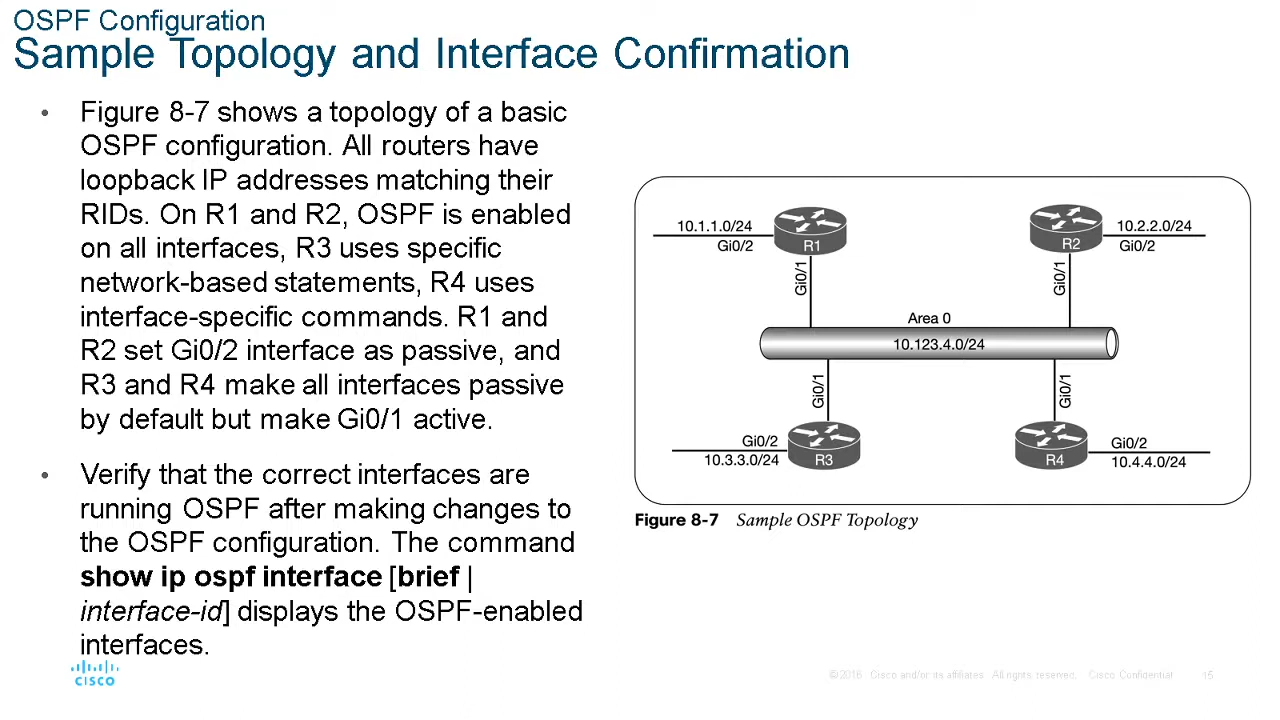 OSPF Configuration
Sample Topology and Interface Confirmation
• Figure 8-7 shows a topology of a basic
OSPF configuration. All routers have
loopback IP addresses matching their
RIDs. On R1 and R2, OSPF is enabled
on all interfaces, R3 uses specific
network-based statements, R4 uses
interface-specific commands. R1 and
R2 set Gi0/2 interface as passive, and
R3 and R4 make all interfaces passive
by default but make Gi0/1 active.
• Verify that the correct interfaces are
running OSPF after making changes to
the OSPF configuration. The command
show ip ospf interface [brief |
interface-id] displays the OSPF-enabled
interfaces.
10.1.1.0/24
Gi0/2
R1
Gi0/1
R2
10.2.2.0/24
Gi0/2
Gi0/1
Area 0
10.123.4.0/24
Gi0/1
Gi0/1
Gi0/2
10.3.3.0/24
R3
R4
Gi0/2
10.4.4.0/24
Figure 8-7 Sample OSPF Topology
CISCO
© 2016 Cisco and/or its affiliates. All rights reserved. Cisco Confidential
15